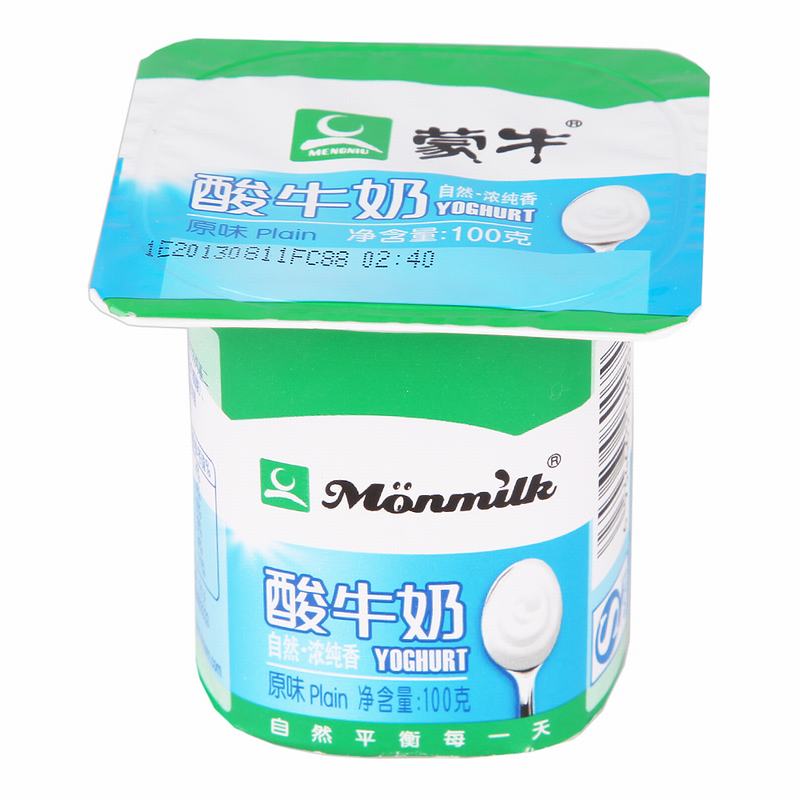 MENGNIU 蒙牛®
酸牛奶 自然·浓纯香 YOGHURT
原味 Plain 净含量:100克
1E20130811FC88 02:40
Mönmilk®
酸牛奶
自然·浓纯香 YOGHURT
原味 Plain 净含量:100克
自然平衡每一天